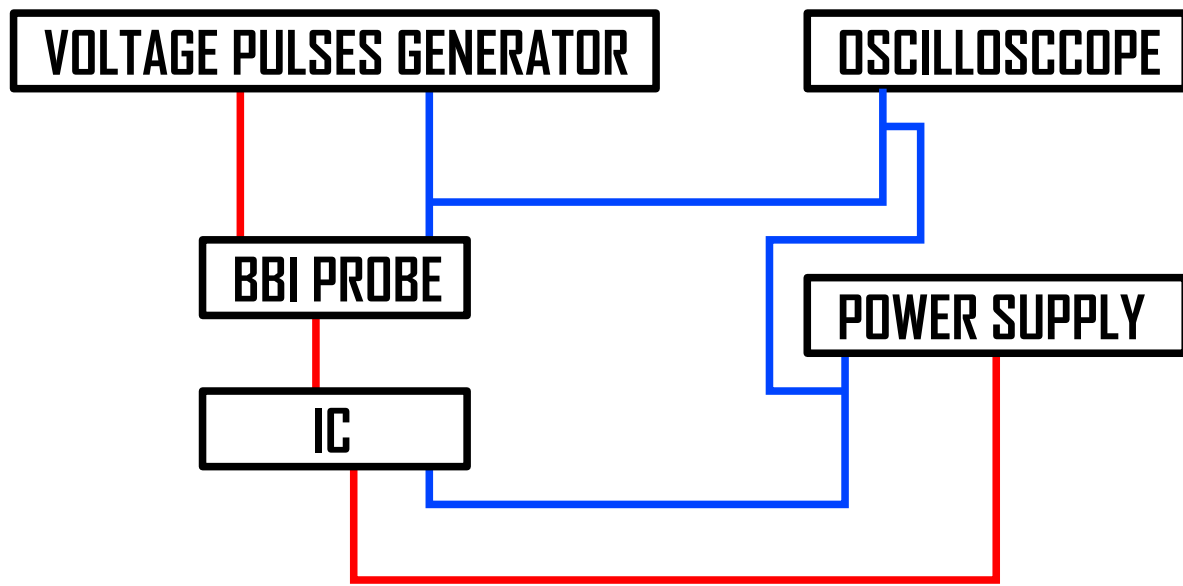 VOLTAGE PULSES GENERATOR
OSCILLOSCCOPE
BBI PROBE
POWER SUPPLY
IC